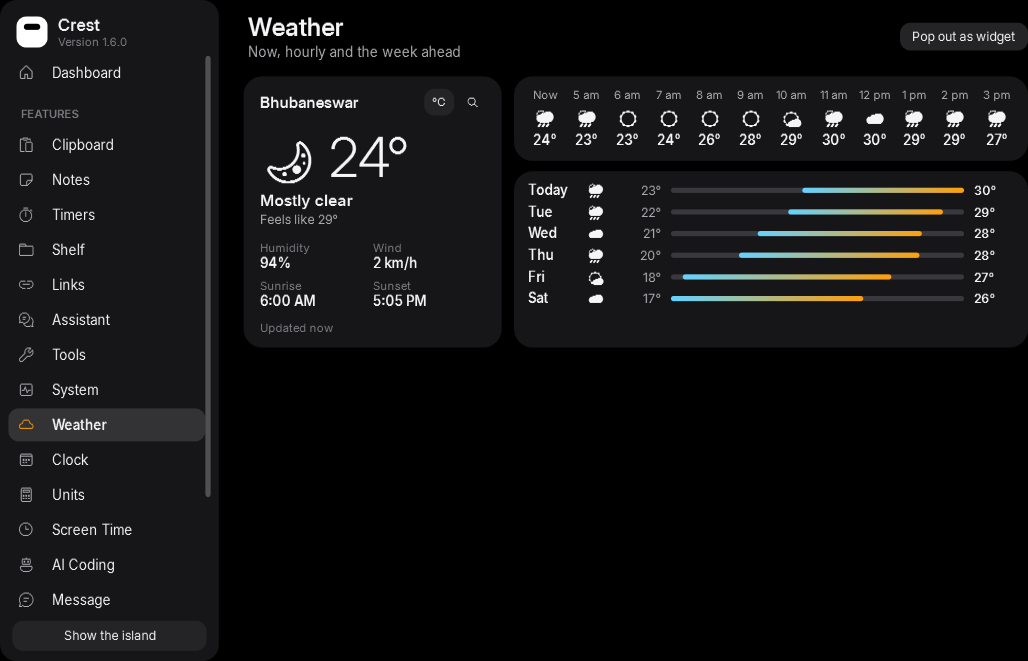 Crest
Version 1.6.0
Dashboard
FEATURES
Clipboard
Notes
Timers
Shelf
Links
Assistant
Tools
System
Weather
Clock
Units
Screen Time
AI Coding
Message
Show the island
Weather
Now, hourly and the week ahead
Pop out as widget
Bhubaneswar
°C
24°
Mostly clear
Feels like 29°
Humidity Wind
94% 2 km/h
Sunrise Sunset
6:00 AM 5:05 PM
Updated now
Now 5 am 6 am 7 am 8 am 9 am 10 am 11 am 12 pm 1 pm 2 pm 3 pm
24° 23° 23° 24° 26° 28° 29° 30° 30° 29° 29° 27°
Today 23° 30°
Tue 22° 29°
Wed 21° 28°
Thu 20° 28°
Fri 18° 27°
Sat 17° 26°